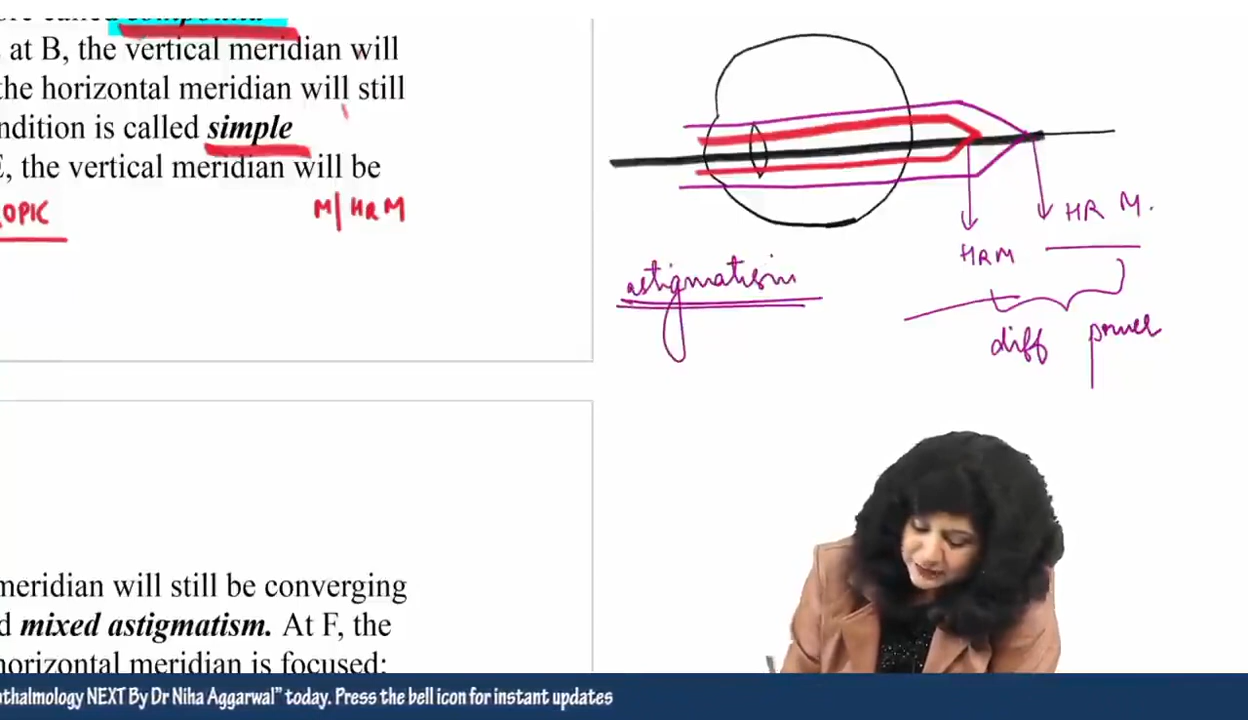 compound
at B, the vertical meridian will
the horizontal meridian will still
ndition is called simple
E, the vertical meridian will be
OPIC
M/HRM
HR M.
HRM
astigmatism
diff power
meridian will still be converging
d mixed astigmatism. At F, the
horizontal meridian is focused;
othalmology NEXT By Dr Niha Aggarwal" today. Press the bell icon for instant updates